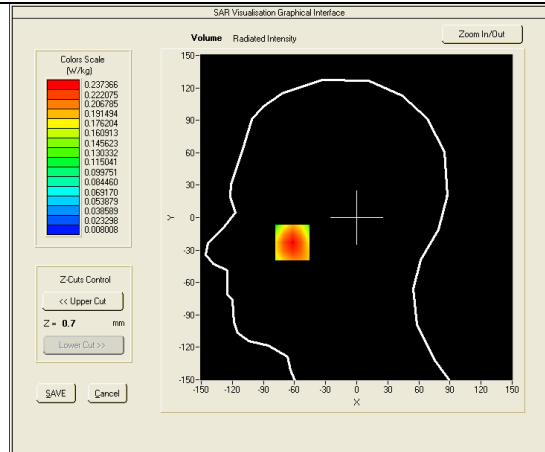 SAR Visualisation Graphical Interface
Volume Radiated Intensity
Zoom In/Out
Colors Scale
(W/kg)
0.237366
0.222075
0.206785
0.191494
0.176204
0.160913
0.145623
0.130332
0.115041
0.099751
0.084460
0.069170
0.053879
0.038589
0.023298
0.008008
Z-Cuts Control
<< Upper Cut
Z = 0.7 mm
Lower Cut >>
SAVE Cancel
150
120
90
60
30
0
-30
-60
-90
-120
-150
Y
-150 -120 -90 -60 -30 0 30 60 90 120 150
X